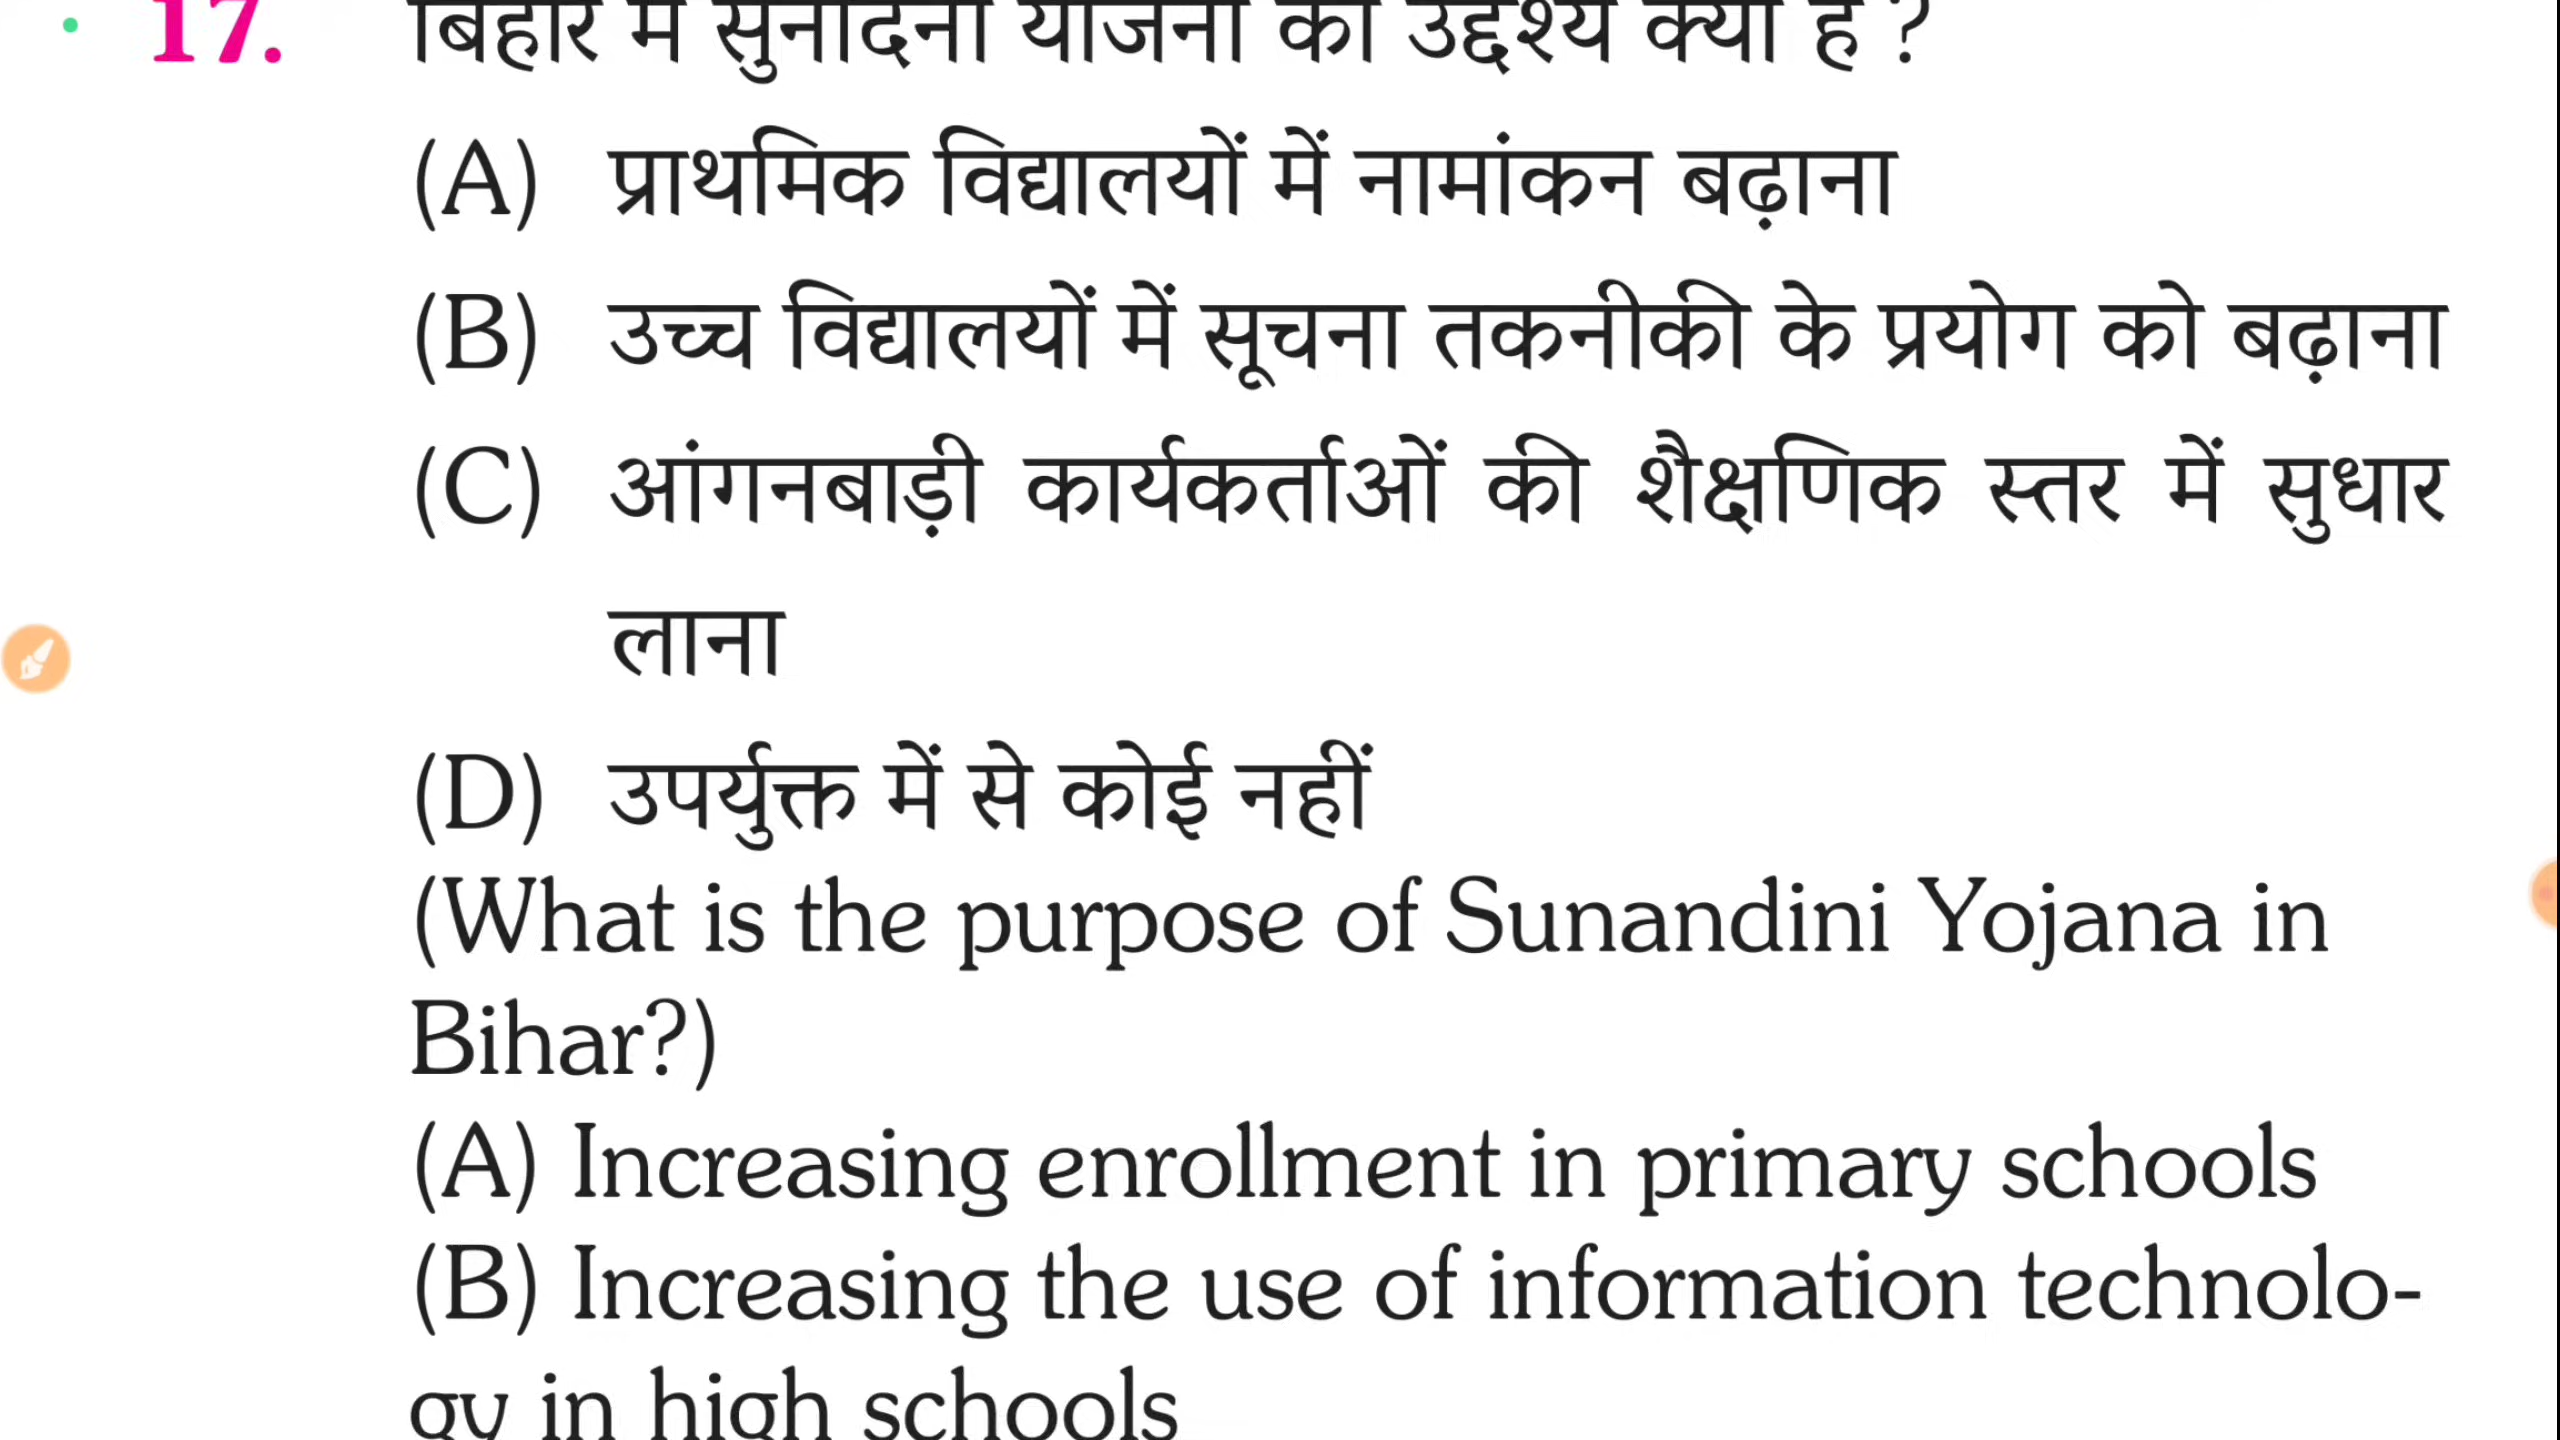 17. बिहार में सुनंदिनी योजना का उद्देश्य क्या है ?
(A) प्राथमिक विद्यालयों में नामांकन बढ़ाना
(B) उच्च विद्यालयों में सूचना तकनीकी के प्रयोग को बढ़ाना
(C) आंगनबाड़ी कार्यकर्ताओं की शैक्षणिक स्तर में सुधार
लाना
(D) उपर्युक्त में से कोई नहीं
(What is the purpose of Sunandini Yojana in
Bihar?)
(A) Increasing enrollment in primary schools
(B) Increasing the use of information technolo-
gy in high schools